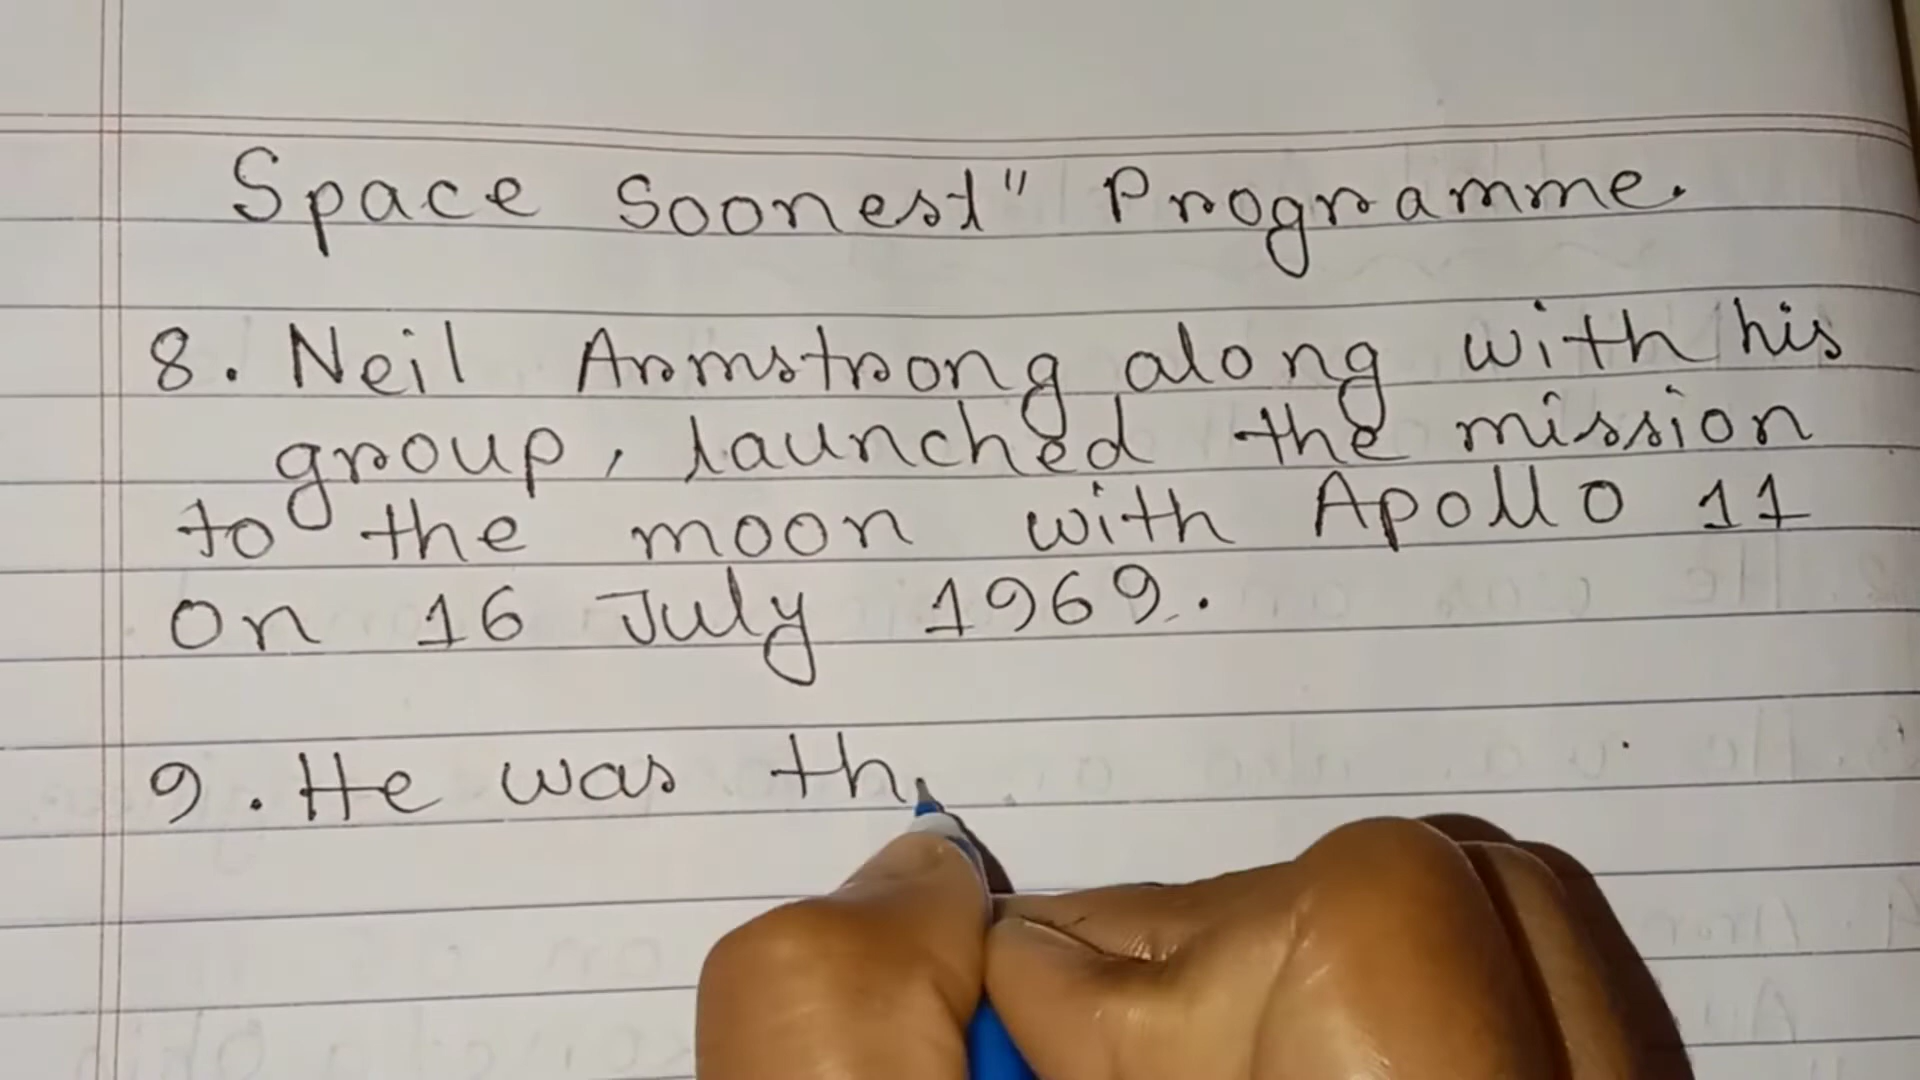 Space Soonest" Programme.
8. Neil Armstrong along with his
group, launched the mission
to the moon with Apollo 11
on 16 July 1969.
9. He was th